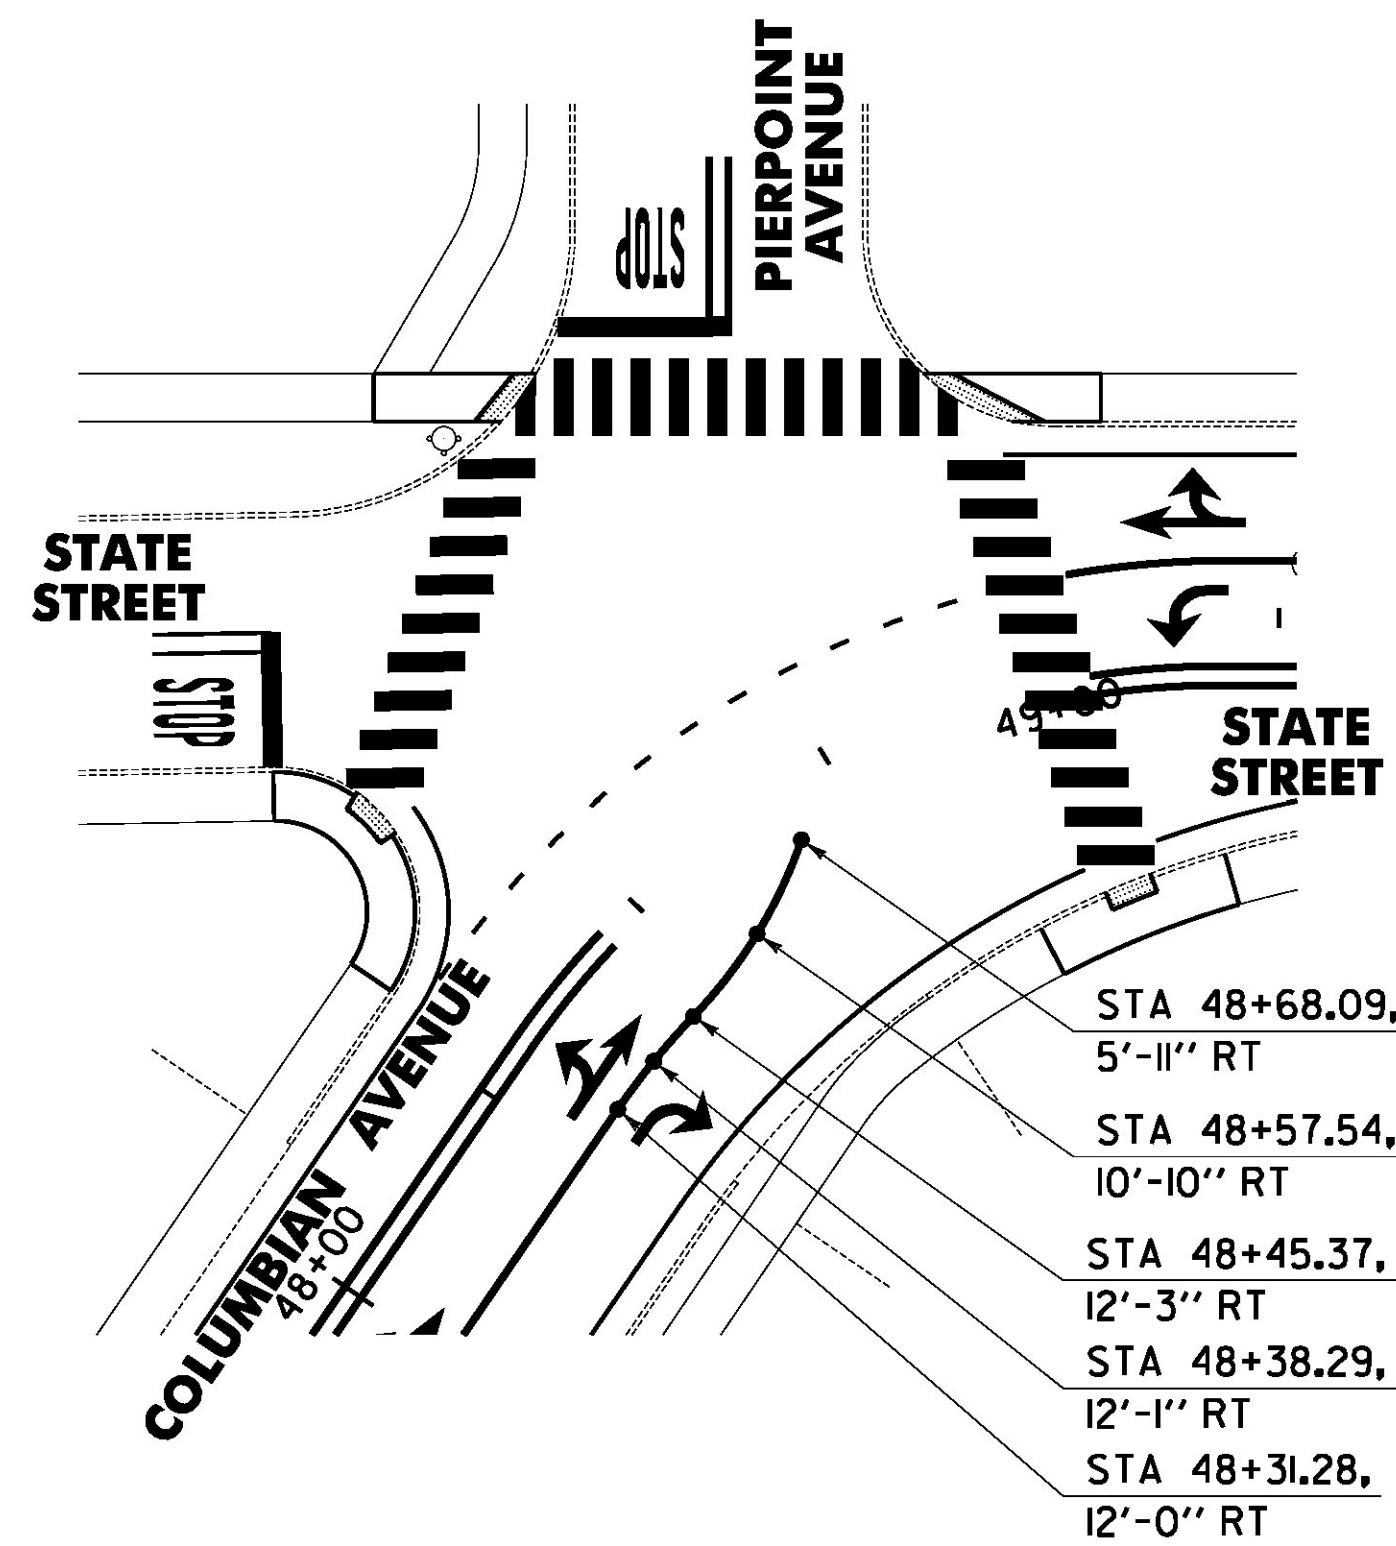 PIERPOINT
AVENUE
STOP
STATE
STREET
STOP
49+00
STATE
STREET
COLUMBIAN AVENUE
48+00
STA 48+68.09,
5'-11" RT
STA 48+57.54,
10'-10" RT
STA 48+45.37,
12'-3" RT
STA 48+38.29,
12'-1" RT
STA 48+31.28,
12'-0" RT